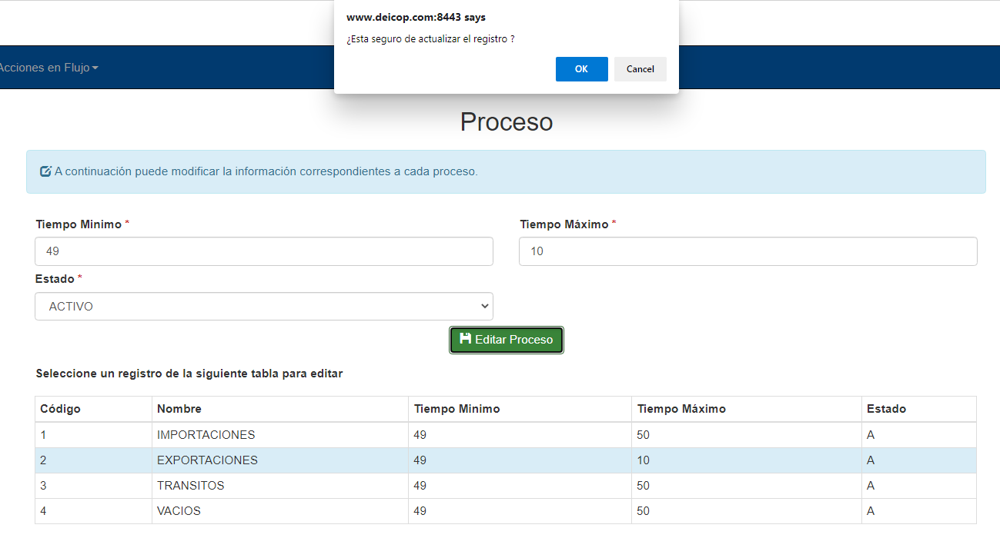 www.deicop.com:8443 says
¿Esta seguro de actualizar el registro ?
OK Cancel
Acciones en Flujo
Proceso
A continuación puede modificar la información correspondientes a cada proceso.
Tiempo Minimo * Tiempo Máximo *
49 10
Estado *
ACTIVO
Editar Proceso
Seleccione un registro de la siguiente tabla para editar
Código Nombre Tiempo Minimo Tiempo Máximo Estado
1 IMPORTACIONES 49 50 A
2 EXPORTACIONES 49 10 A
3 TRANSITOS 49 50 A
4 VACIOS 49 50 A